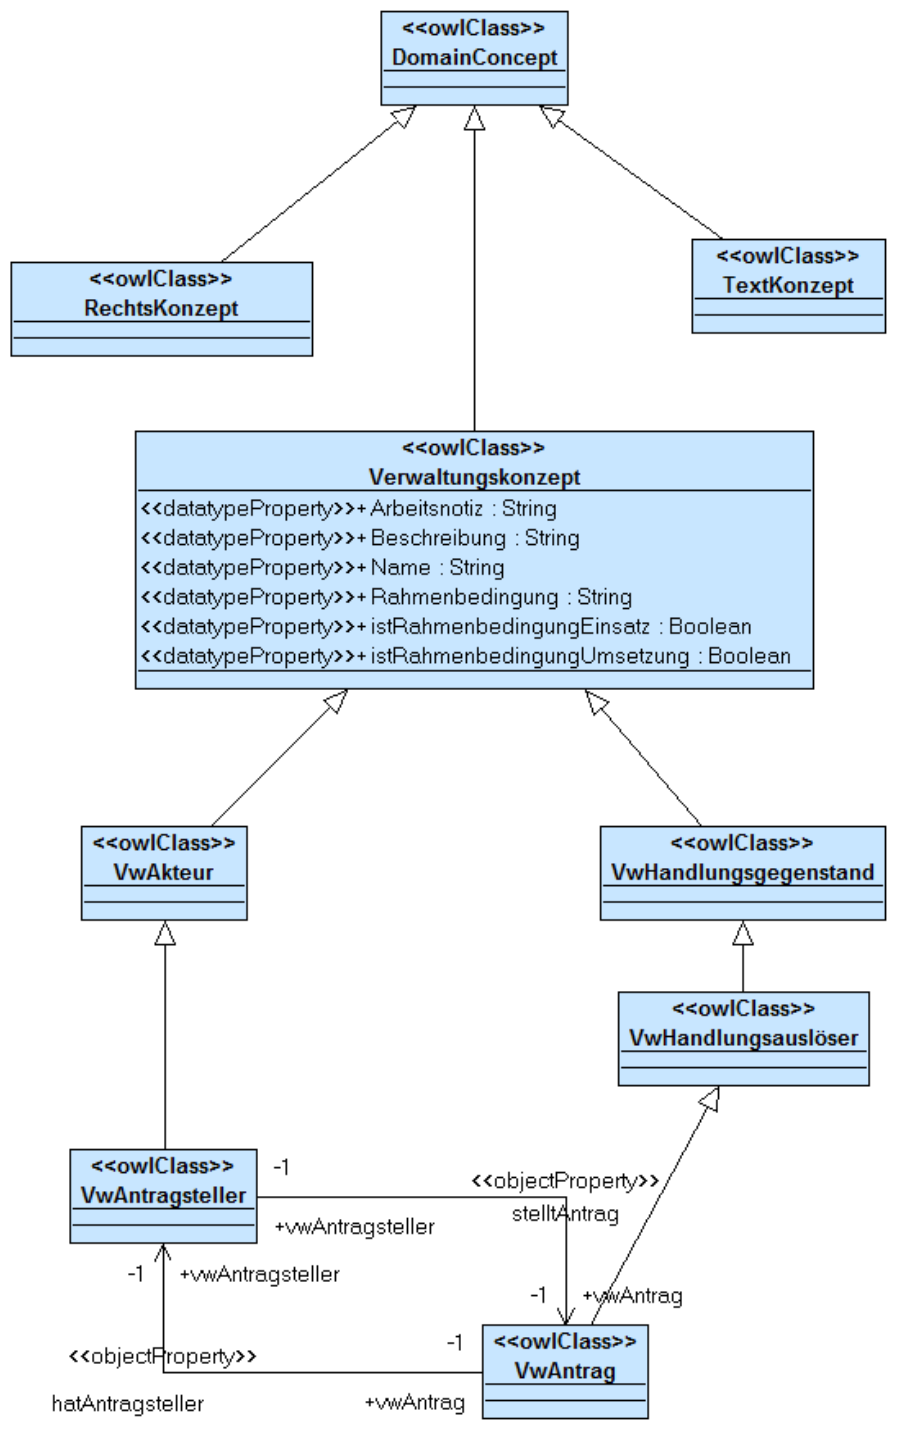 <<owlClass>>
DomainConcept
<<owlClass>>
RechtsKonzept
<<owlClass>>
TextKonzept
<<owlClass>>
Verwaltungskonzept
<<datatypeProperty>>+ Arbeitsnotiz : String
<<datatypeProperty>>+ Beschreibung : String
<<datatypeProperty>>+ Name : String
<<datatypeProperty>>+ Rahmenbedingung : String
<<datatypeProperty>>+ istRahmenbedingungEinsatz : Boolean
<<datatypeProperty>>+ istRahmenbedingungUmsetzung : Boolean
<<owlClass>>
VwAkteur
<<owlClass>>
VwHandlungsgegenstand
<<owlClass>>
VwHandlungsauslöser
<<owlClass>>
VwAntragsteller
-1
+vwAntragsteller
<<objectProperty>>
stelltAntrag
-1
+vwAntragsteller
-1
+vwAntrag
<<objectProperty>>
hatAntragsteller
-1
+vwAntrag
<<owlClass>>
VwAntrag